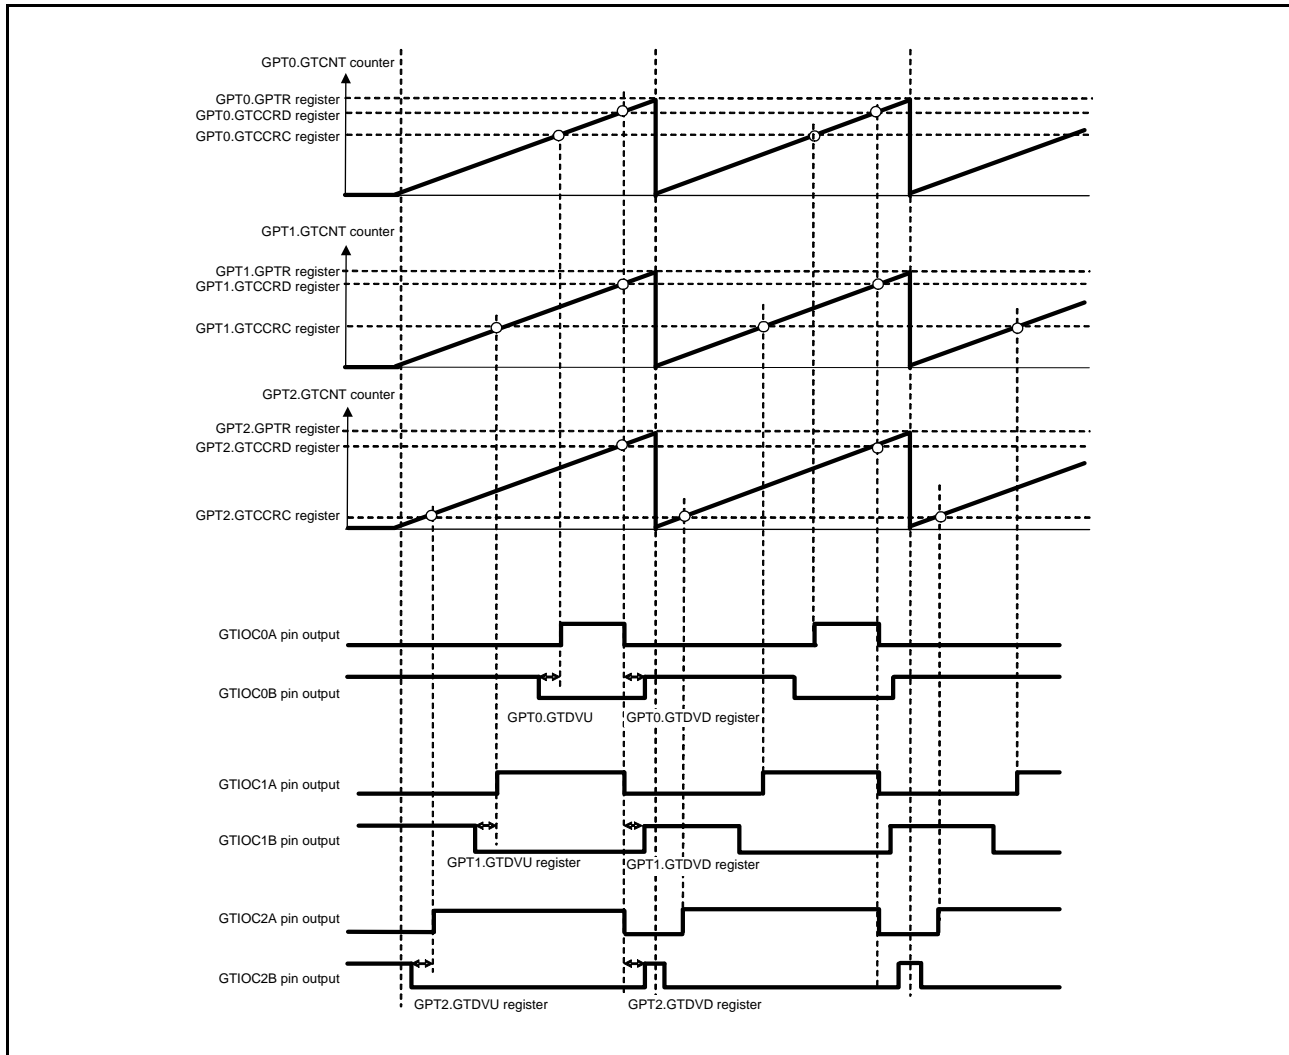 GPT0.GTCNT counter
GPT0.GPTR register
GPT0.GTCCRD register
GPT0.GTCCRC register
GPT1.GTCNT counter
GPT1.GPTR register
GPT1.GTCCRD register
GPT1.GTCCRC register
GPT2.GTCNT counter
GPT2.GPTR register
GPT2.GTCCRD register
GPT2.GTCCRC register
GTIOC0A pin output
GTIOC0B pin output
GPT0.GTDVU GPT0.GTDVD register
GTIOC1A pin output
GTIOC1B pin output
GPT1.GTDVU register GPT1.GTDVD register
GTIOC2A pin output
GTIOC2B pin output
GPT2.GTDVU register GPT2.GTDVD register